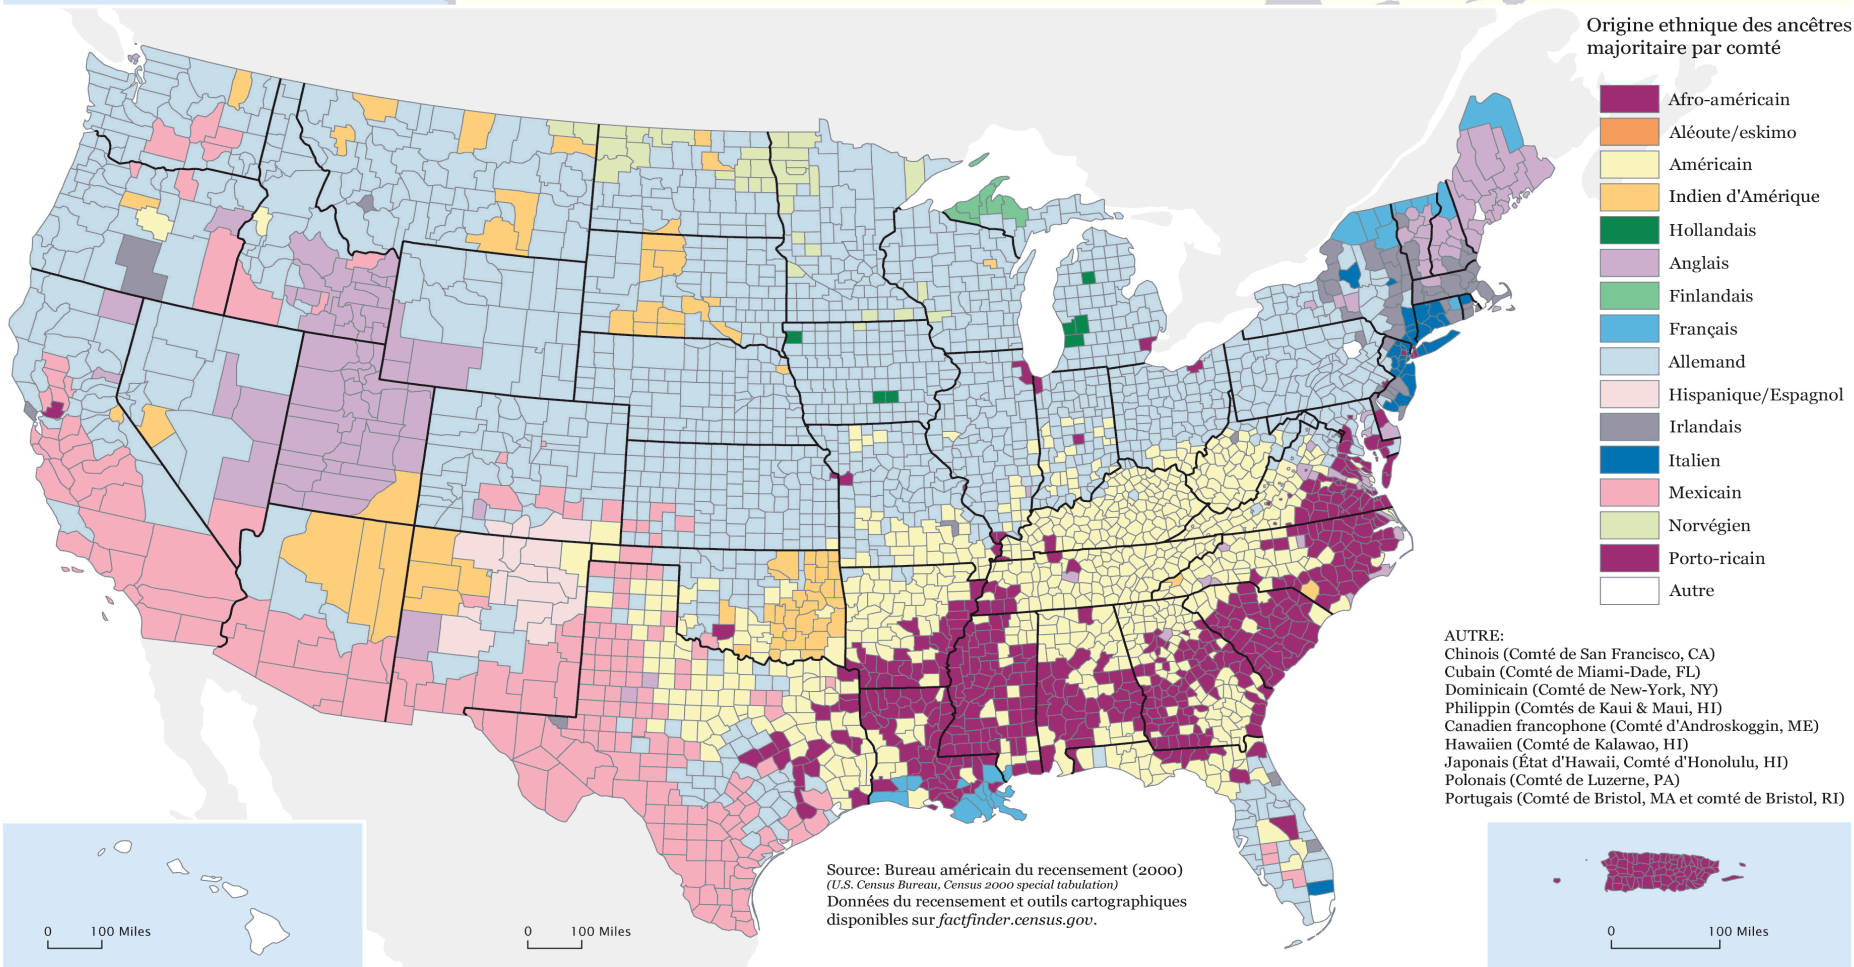 Origine ethnique des ancêtres
majoritaire par comté
Afro-américain
Aléoute/eskimo
Américain
Indien d'Amérique
Hollandais
Anglais
Finlandais
Français
Allemand
Hispanique/Espagnol
Irlandais
Italien
Mexicain
Norvégien
Porto-ricain
Autre
AUTRE:
Chinois (Comté de San Francisco, CA)
Cubain (Comté de Miami-Dade, FL)
Dominicain (Comté de New-York, NY)
Philippin (Comtés de Kaui & Maui, HI)
Canadien francophone (Comté d'Androskoggin, ME)
Hawaiien (Comté de Kalawao, HI)
Japonais (État d'Hawaii, Comté d'Honolulu, HI)
Polonais (Comté de Luzerne, PA)
Portugais (Comté de Bristol, MA et comté de Bristol, RI)
Source: Bureau américain du recensement (2000)
(U.S. Census Bureau, Census 2000 special tabulation)
Données du recensement et outils cartographiques
disponibles sur factfinder.census.gov.
0 100 Miles
0 100 Miles
0 100 Miles